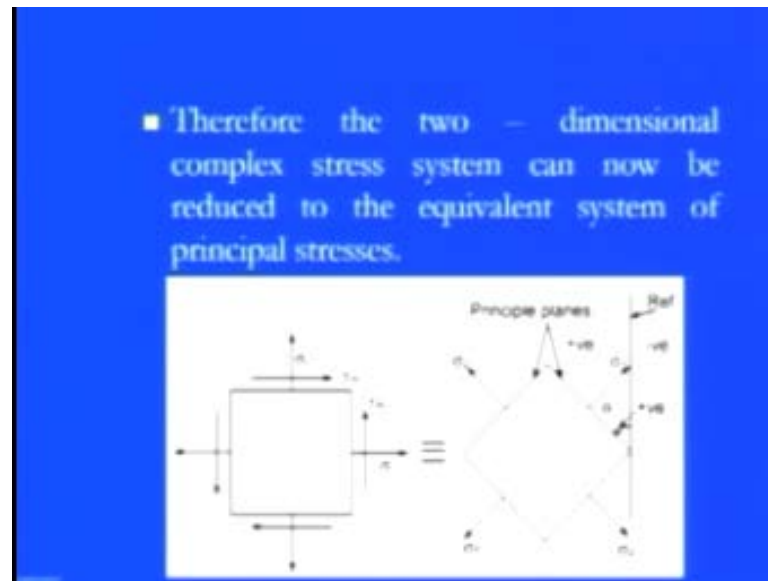 Therefore the two – dimensional
complex stress system can now be
reduced to the equivalent system of
principal stresses.
Principle planes
Ref
+ve
-ve
+ve